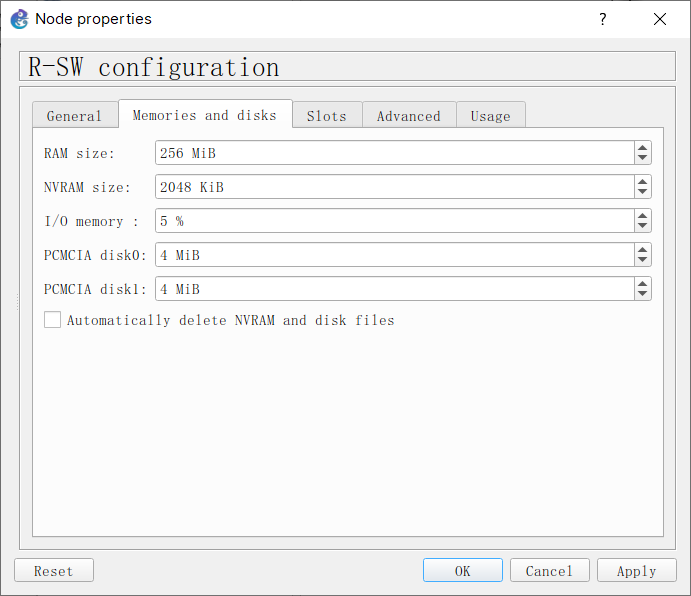 Node properties
R-SW configuration
General Memories and disks Slots Advanced Usage
RAM size: 256 MiB
NVRAM size: 2048 KiB
I/O memory : 5 %
PCMCIA disk0: 4 MiB
PCMCIA disk1: 4 MiB
Automatically delete NVRAM and disk files
Reset OK Cancel Apply